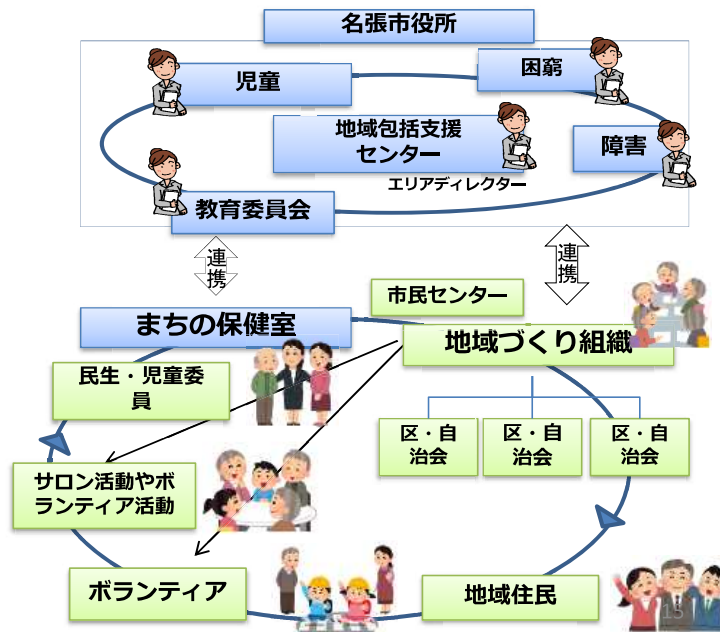 名張市役所
児童
困窮
地域包括支援
センター
障害
エリアディレクター
教育委員会
連携
連携
市民センター
まちの保健室
地域づくり組織
民生・児童委
員
区・自
治会
区・自
治会
区・自
治会
サロン活動やボ
ランティア活動
ボランティア
地域住民
15